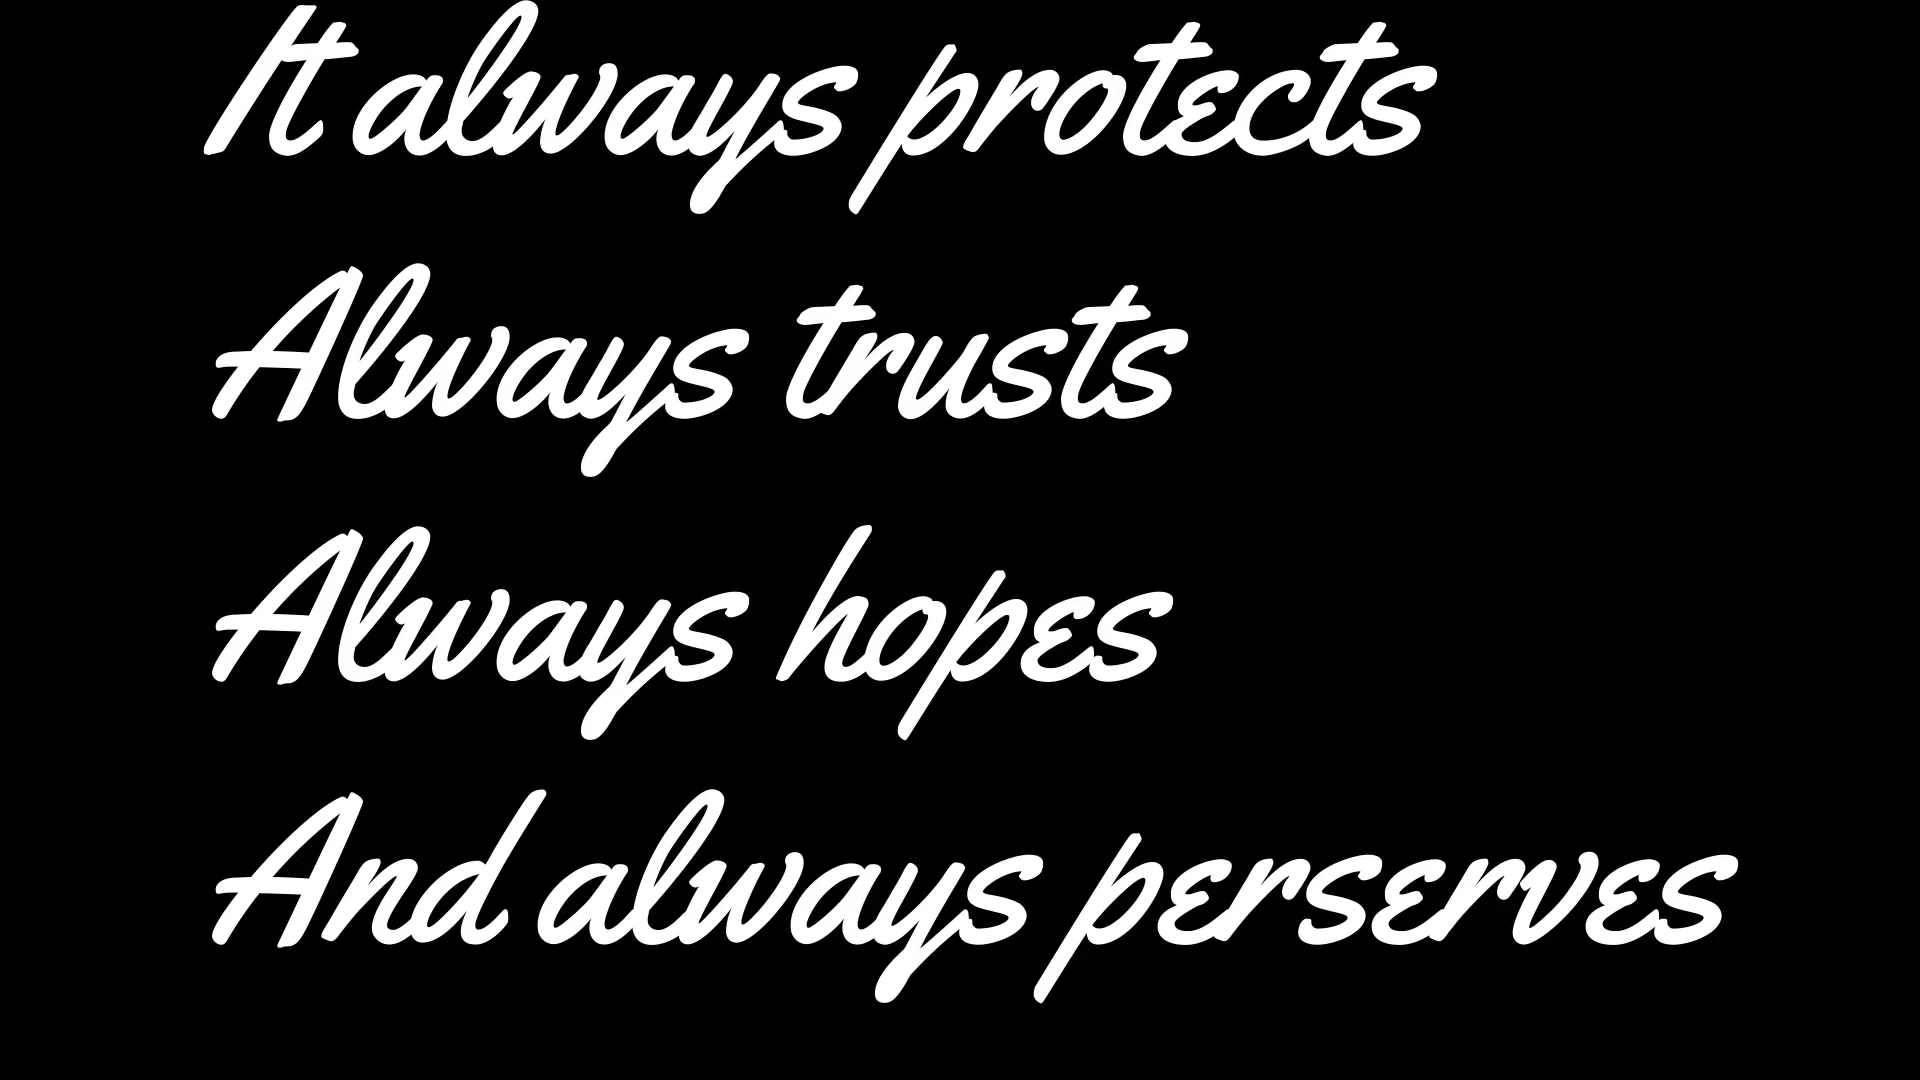 It always protects
Always trusts
Always hopes
And always perserves